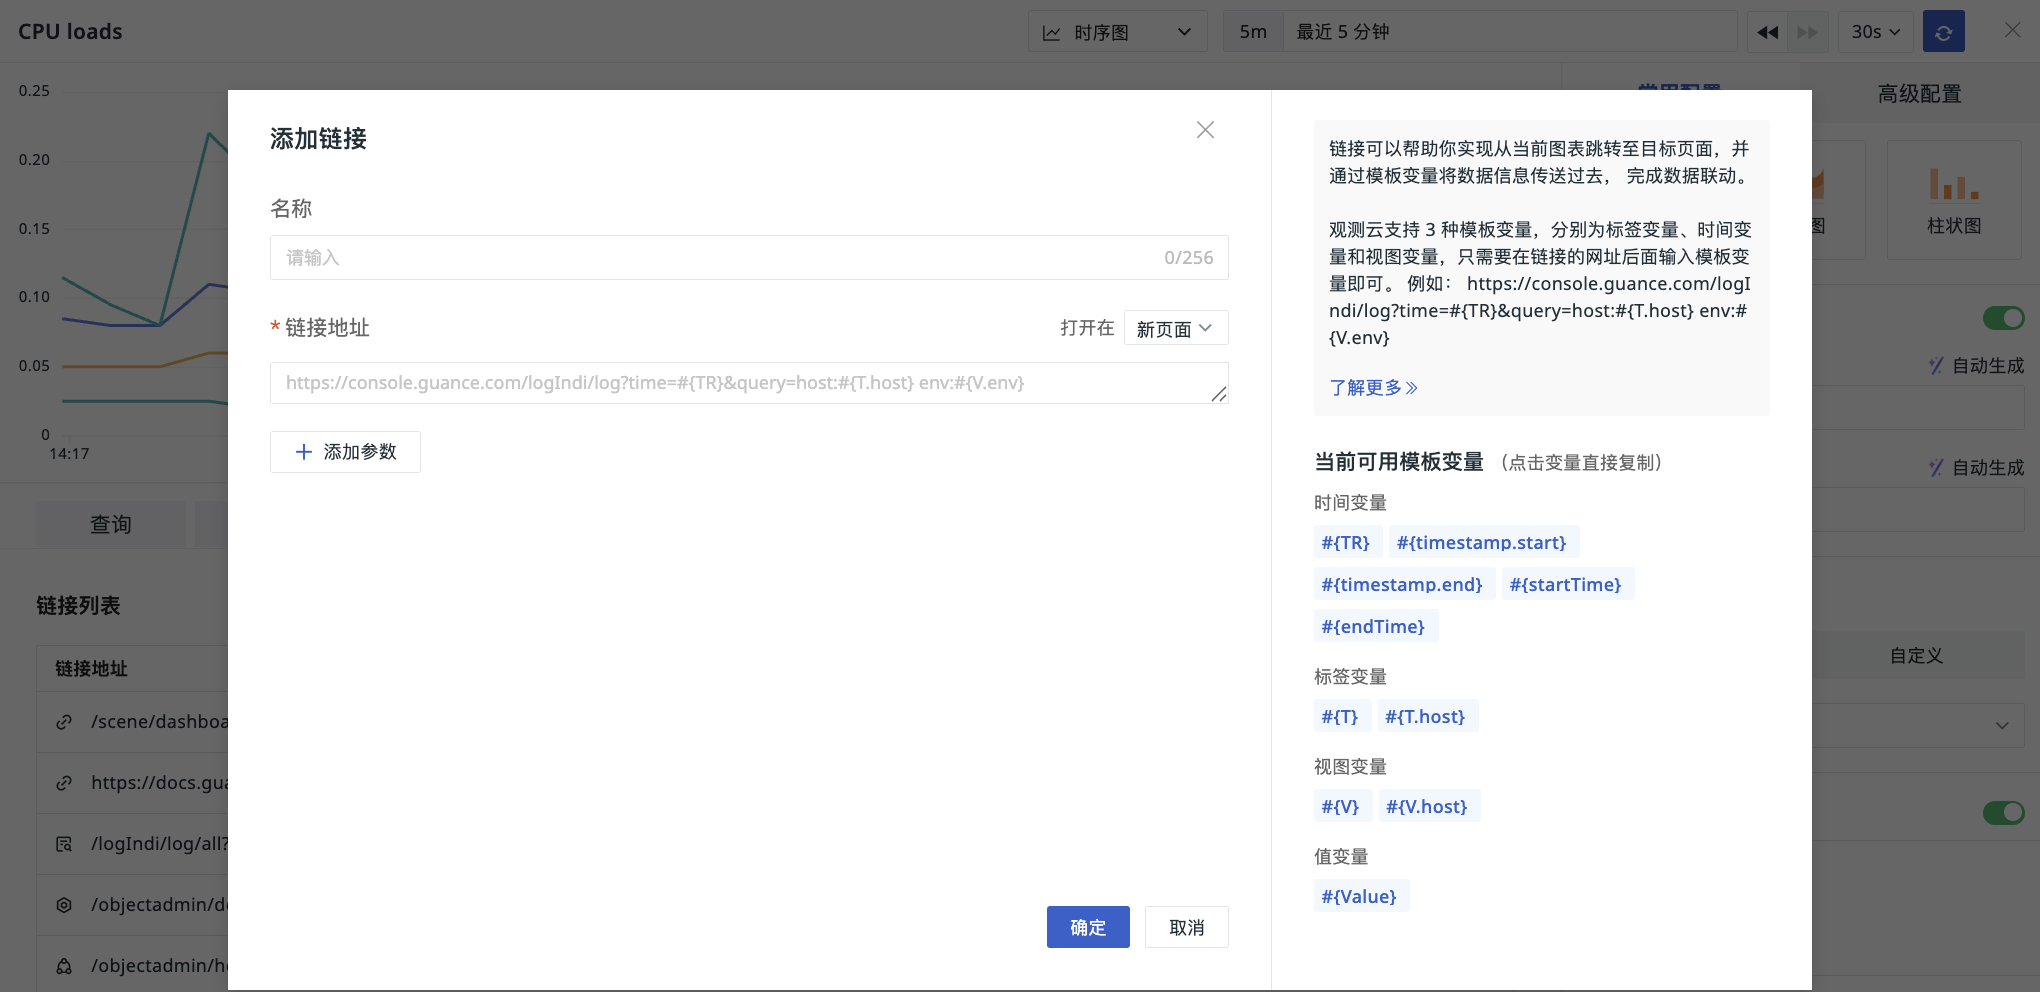 CPU loads
时序图
5m 最近 5 分钟
30s
常用配置
高级配置
0.25
0.20
0.15
0.10
0.05
0
14:17
查询
链接列表
链接地址
/scene/dashboa
https://docs.gua
/logIndi/log/all?
/objectadmin/d
/objectadmin/h
添加链接
名称
请输入
0/256
* 链接地址
打开在 新页面
https://console.guance.com/logIndi/log?time=#{TR}&query=host:#{T.host} env:#{V.env}
添加参数
确定
取消
链接可以帮助你实现从当前图表跳转至目标页面，并
通过模板变量将数据信息传送过去， 完成数据联动。
观测云支持 3 种模板变量，分别为标签变量、时间变
量和视图变量，只需要在链接的网址后面输入模板变
量即可。 例如： https://console.guance.com/logI
ndi/log?time=#{TR}&query=host:#{T.host} env:#
{V.env}
了解更多
当前可用模板变量 （点击变量直接复制）
时间变量
#{TR} #{timestamp.start}
#{timestamp.end} #{startTime}
#{endTime}
标签变量
#{T} #{T.host}
视图变量
#{V} #{V.host}
值变量
#{Value}
图
柱状图
自动生成
自动生成
自定义